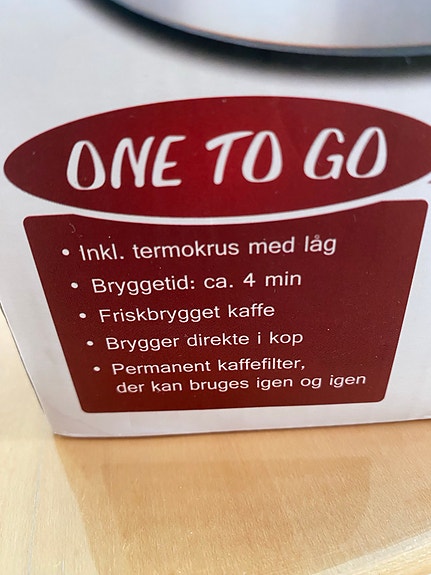 ONE TO GO
• Inkl. termokrus med låg
• Bryggetid: ca. 4 min
• Friskbrygget kaffe
• Brygger direkte i kop
• Permanent kaffefilter,
der kan bruges igen og igen